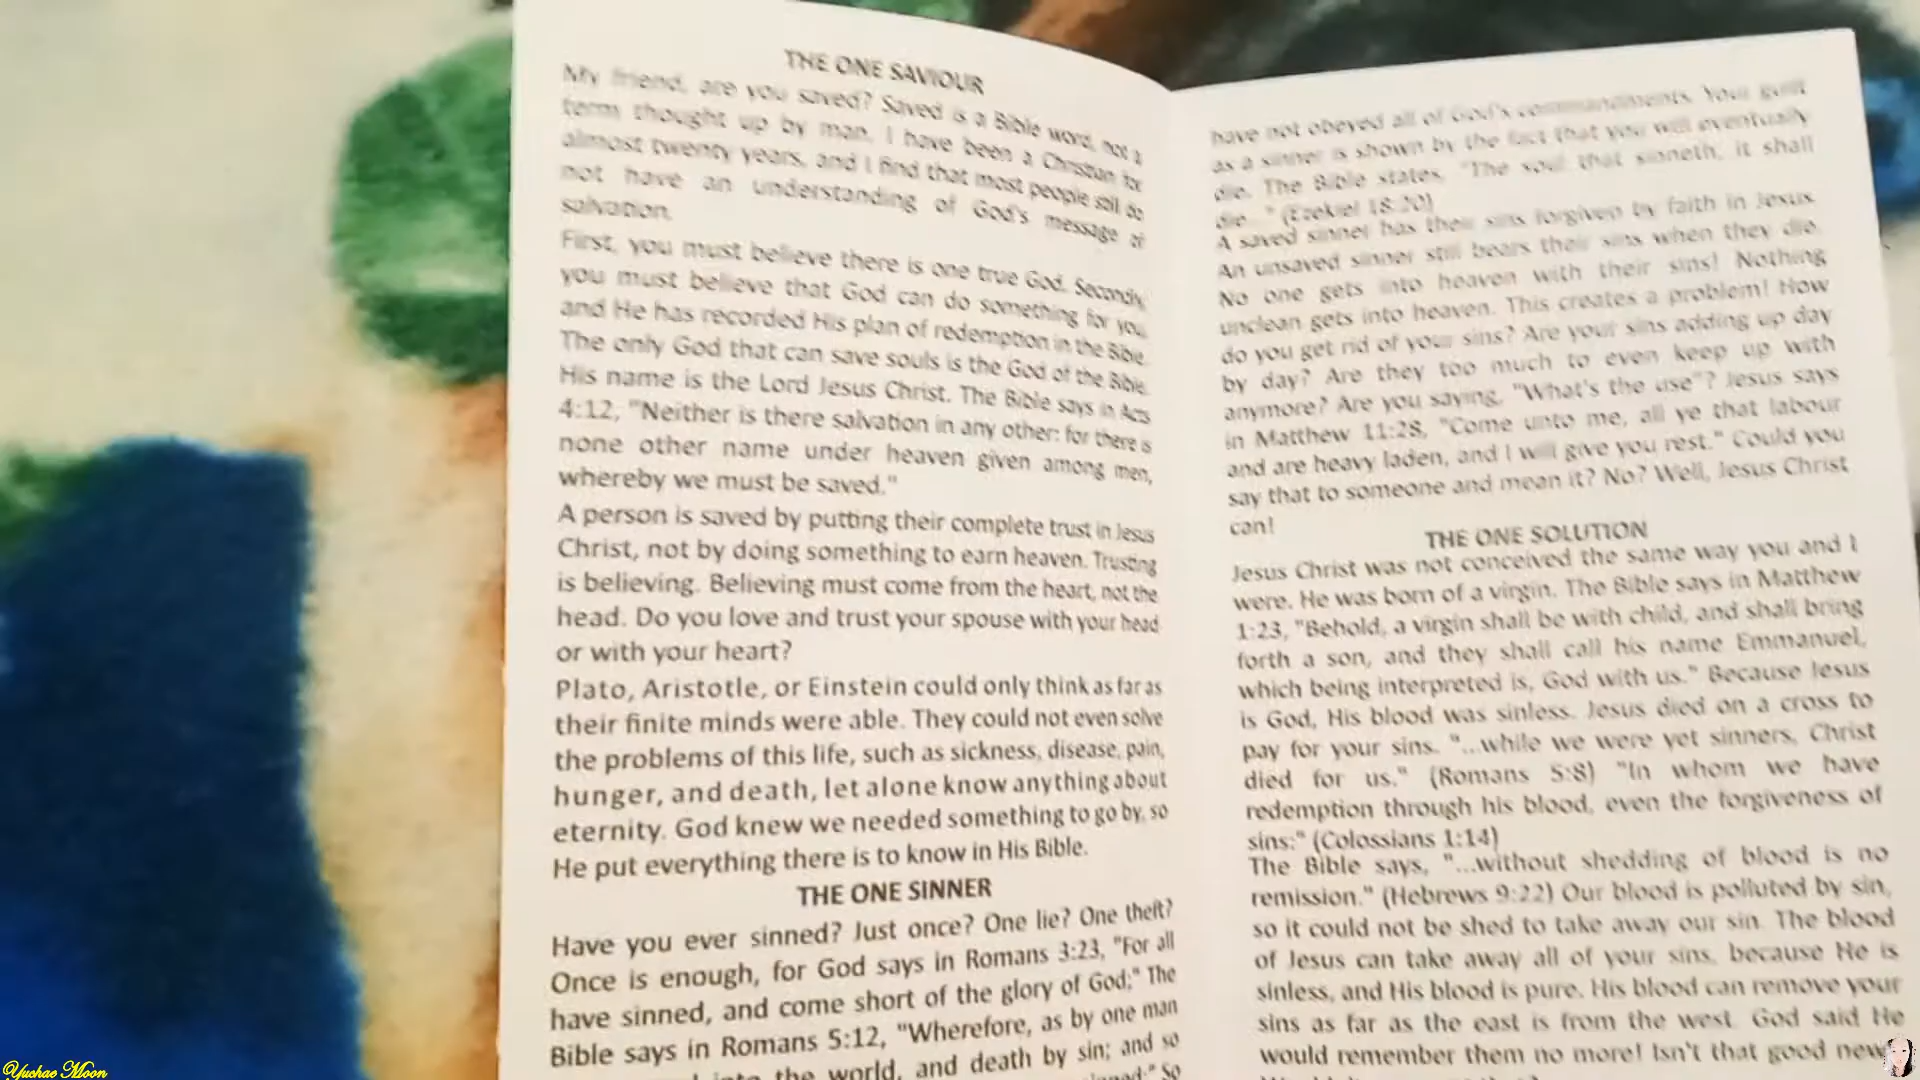 THE ONE SAVIOUR
My friend, are you saved? Saved is a Bible word, not a
term thought up by man. I have been a Christian for
almost twenty years, and I find that most people still do
not have an understanding of God's message of
salvation.
First, you must believe there is one true God. Secondly,
you must believe that God can do something for you,
and He has recorded His plan of redemption in the Bible.
The only God that can save souls is the God of the Bible.
His name is the Lord Jesus Christ. The Bible says in Acts
4:12, "Neither is there salvation in any other: for there is
none other name under heaven given among men,
whereby we must be saved."
A person is saved by putting their complete trust in Jesus
Christ, not by doing something to earn heaven. Trusting
is believing. Believing must come from the heart, not the
head. Do you love and trust your spouse with your head
or with your heart?
Plato, Aristotle, or Einstein could only think as far as
their finite minds were able. They could not even solve
the problems of this life, such as sickness, disease, pain,
hunger, and death, let alone know anything about
eternity. God knew we needed something to go by, so
He put everything there is to know in His Bible.
THE ONE SINNER
Have you ever sinned? Just once? One lie? One theft?
Once is enough, for God says in Romans 3:23, "For all
have sinned, and come short of the glory of God;" The
Bible says in Romans 5:12, "Wherefore, as by one man
the world, and death by sin; and so
So
have not obeyed all of God's commandments. Your guilt
as a sinner is shown by the fact that you will eventually
die. The Bible states, "The soul that sinneth, it shall
die..." (Ezekiel 18:20)
A saved sinner has their sins forgiven by faith in Jesus.
An unsaved sinner still bears their sins when they die.
No one gets into heaven with their sins! Nothing
unclean gets into heaven. This creates a problem! How
do you get rid of your sins? Are your sins adding up day
by day? Are they too much to even keep up with
anymore? Are you saying, "What's the use"? Jesus says
in Matthew 11:28, "Come unto me, all ye that labour
and are heavy laden, and I will give you rest." Could you
say that to someone and mean it? No? Well, Jesus Christ
can!
THE ONE SOLUTION
Jesus Christ was not conceived the same way you and I
were. He was born of a virgin. The Bible says in Matthew
1:23, "Behold, a virgin shall be with child, and shall bring
forth a son, and they shall call his name Emmanuel,
which being interpreted is, God with us." Because Jesus
is God, His blood was sinless. Jesus died on a cross to
pay for your sins. "...while we were yet sinners, Christ
died for us." (Romans 5:8) "In whom we have
redemption through his blood, even the forgiveness of
sins:" (Colossians 1:14)
The Bible says, "...without shedding of blood is no
remission." (Hebrews 9:22) Our blood is polluted by sin,
so it could not be shed to take away our sin. The blood
of Jesus can take away all of your sins, because He is
sinless, and His blood is pure. His blood can remove your
sins as far as the east is from the west. God said He
would remember them no more! Isn't that good
Yuchae Moon